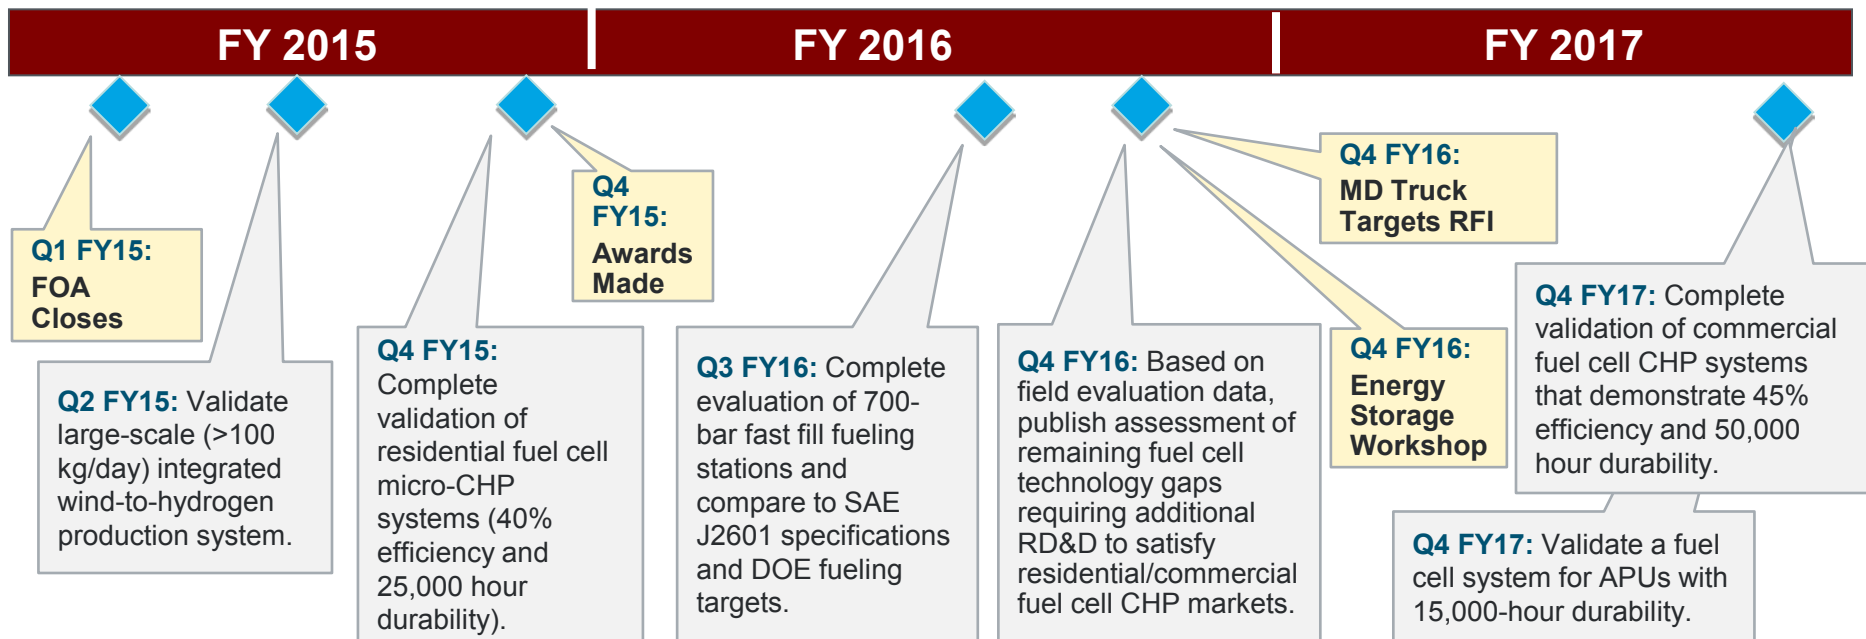 FY 2015
FY 2016
FY 2017
Q1 FY15:
FOA
Closes
Q2 FY15: Validate
large-scale (>100
kg/day) integrated
wind-to-hydrogen
production system.
Q4 FY15:
Complete
validation of
residential fuel cell
micro-CHP
systems (40%
efficiency and
25,000 hour
durability).
Q4
FY15:
Awards
Made
Q3 FY16: Complete
evaluation of 700-
bar fast fill fueling
stations and
compare to SAE
J2601 specifications
and DOE fueling
targets.
Q4 FY16: Based on
field evaluation data,
publish assessment of
remaining fuel cell
technology gaps
requiring additional
RD&D to satisfy
residential/commercial
fuel cell CHP markets.
Q4 FY16:
MD Truck
Targets RFI
Q4 FY16:
Energy
Storage
Workshop
Q4 FY17: Complete
validation of commercial
fuel cell CHP systems
that demonstrate 45%
efficiency and 50,000
hour durability.
Q4 FY17: Validate a fuel
cell system for APUs with
15,000-hour durability.